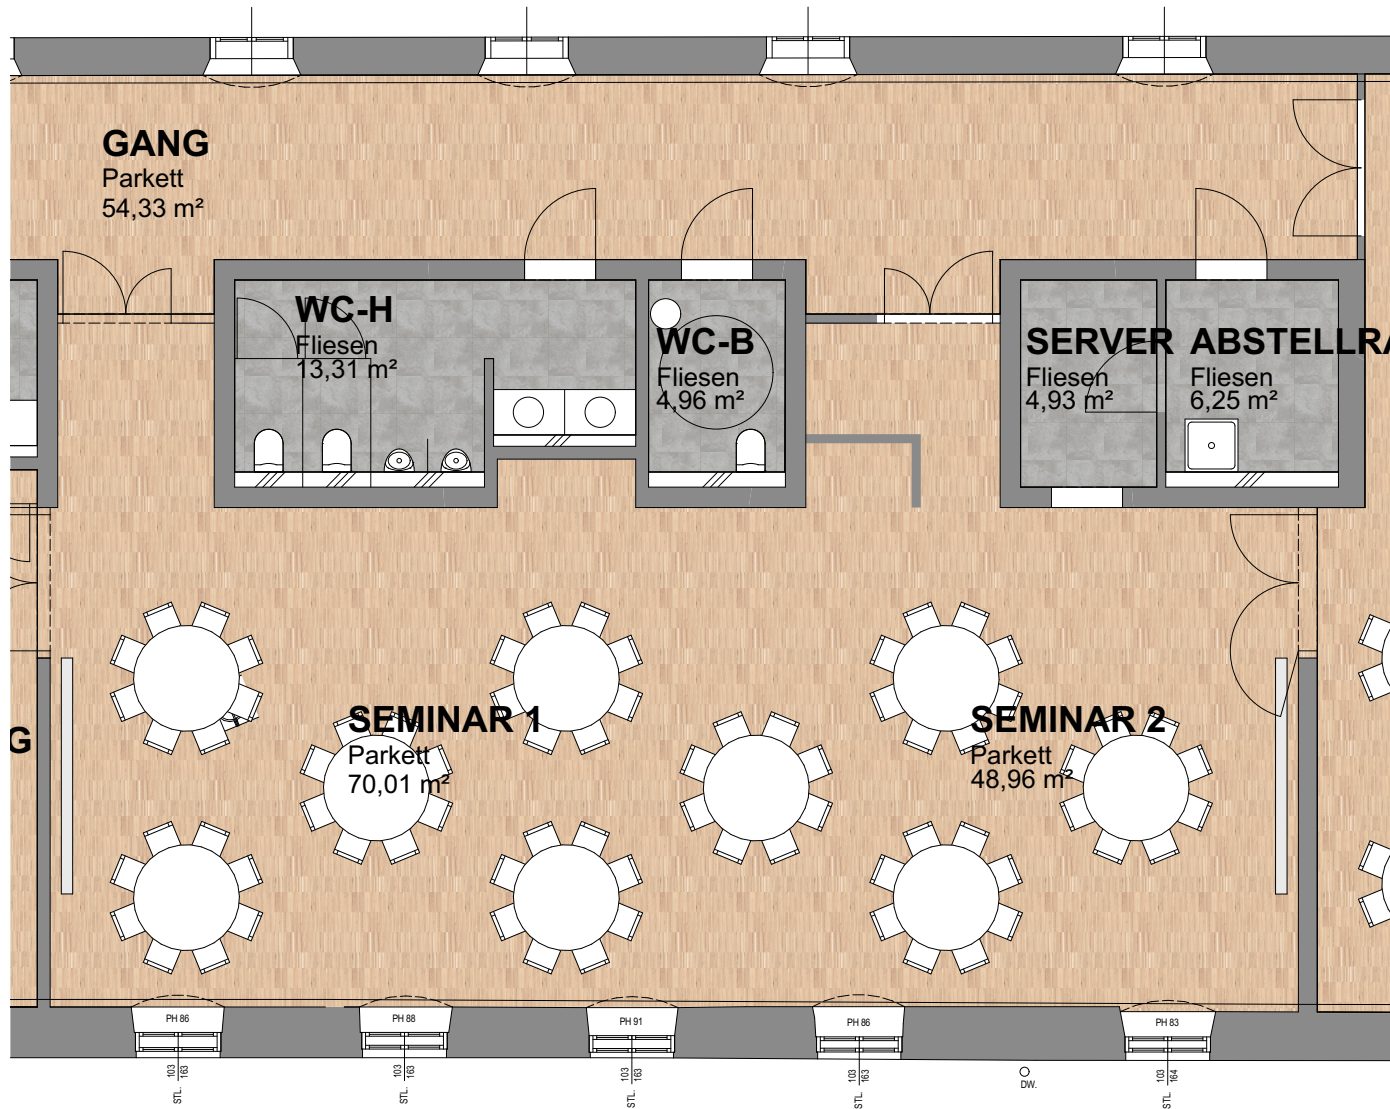 GANG
Parkett
54,33 m²
WC-H
Fliesen
13,31 m²
WC-B
Fliesen
4,96 m²
SERVER
Fliesen
4,93 m²
ABSTELLRA
Fliesen
6,25 m²
G
SEMINAR 1
Parkett
70,01 m²
SEMINAR 2
Parkett
48,96 m²
PH 86
PH 88
PH 91
PH 86
PH 83
STL. 103 163
STL. 103 163
STL. 103 163
STL. 103 163
DW.
STL 103 164